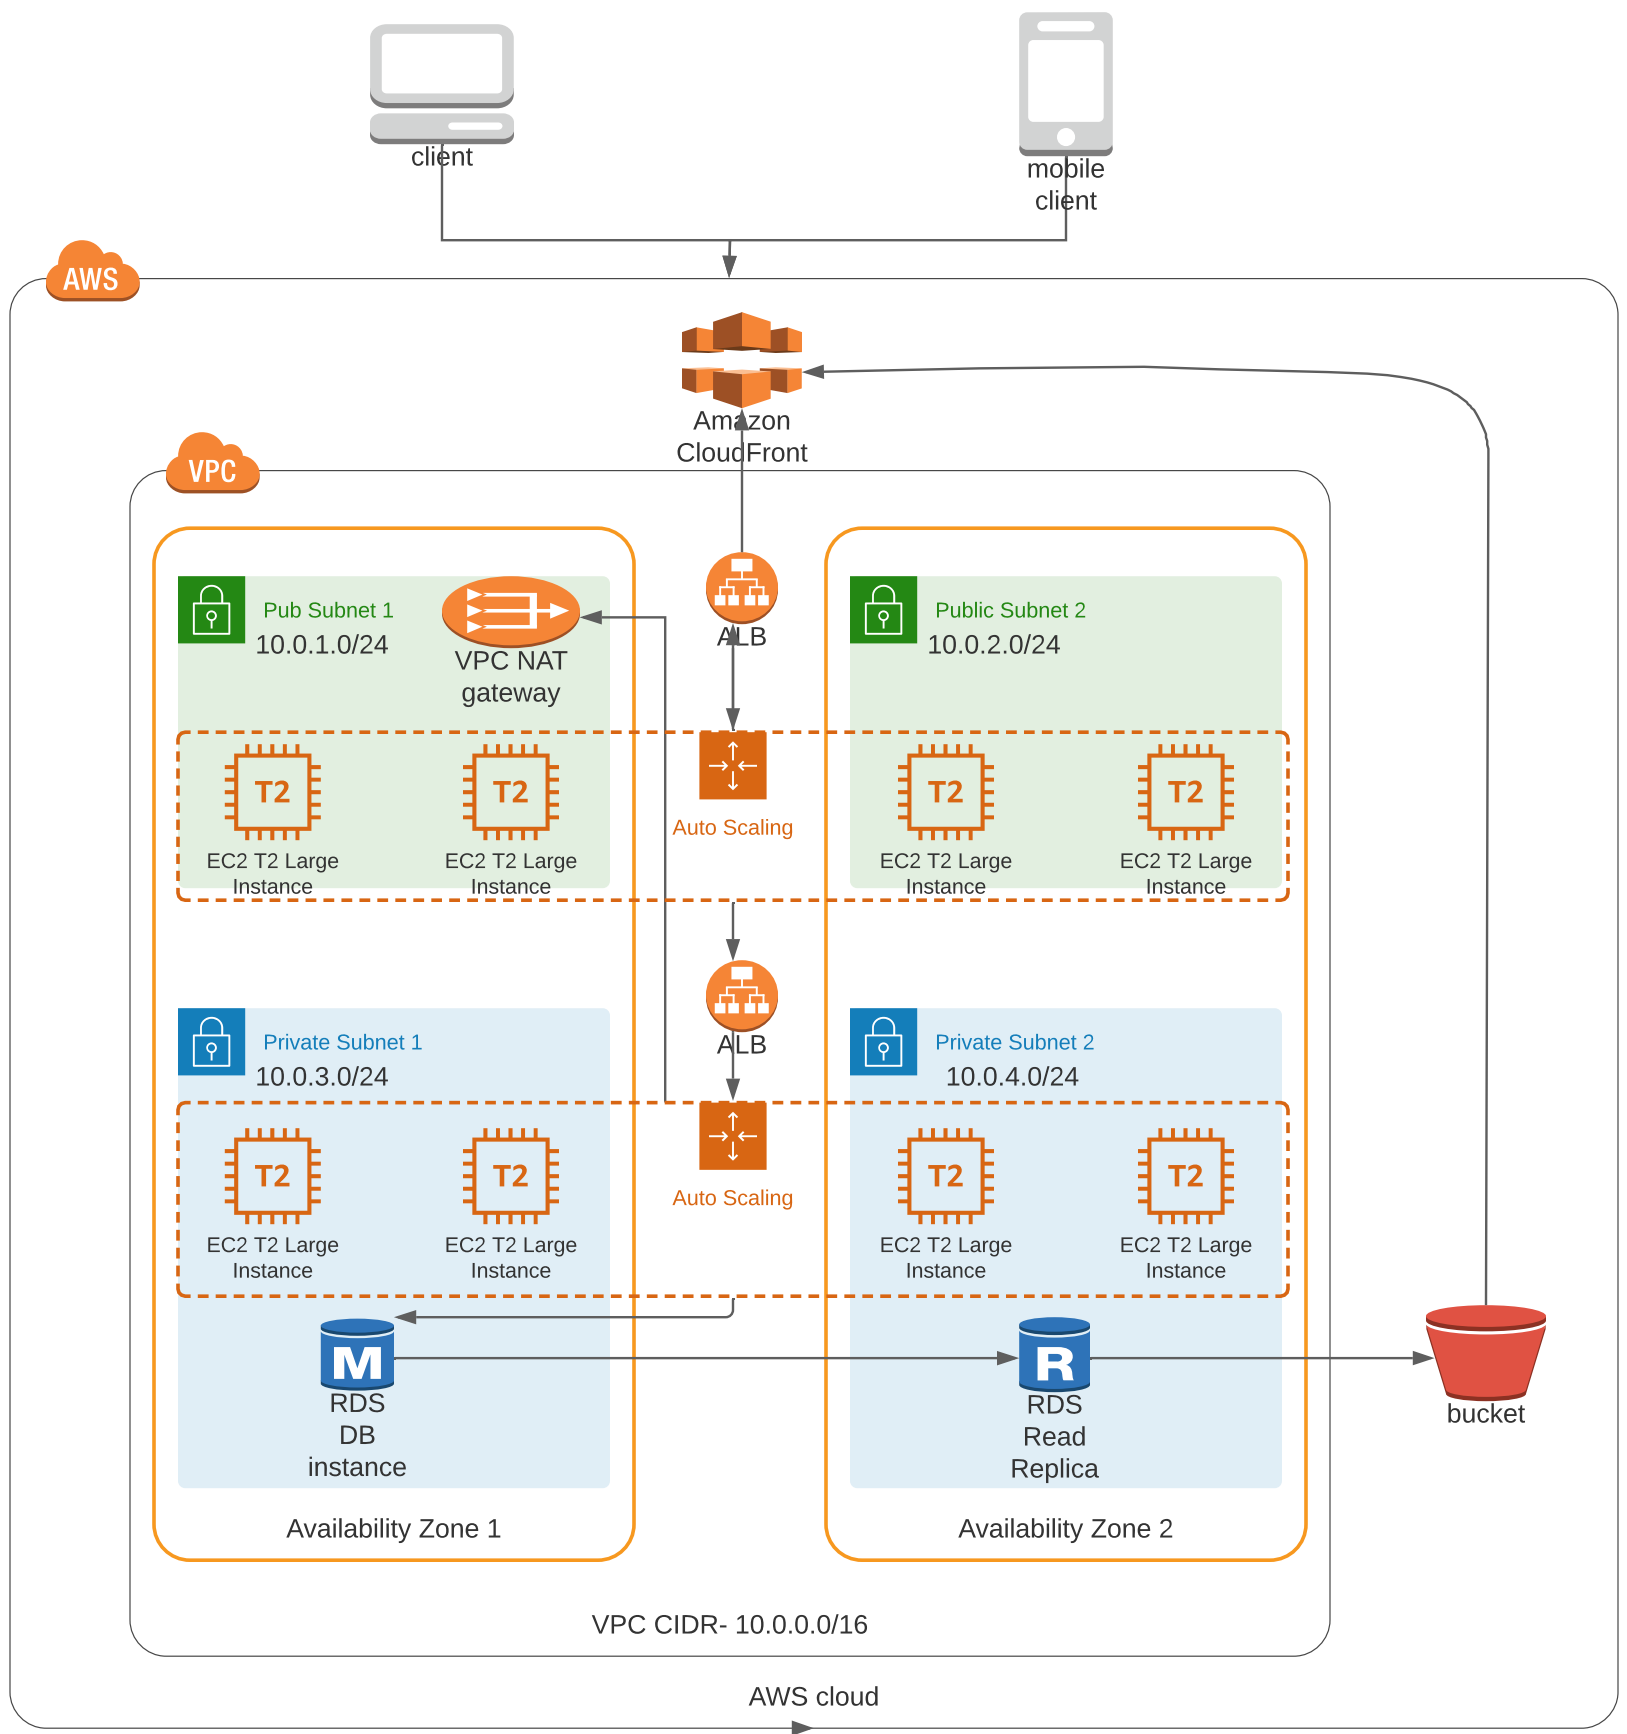 client
mobile
client
AWS
Amazon
CloudFront
VPC
Pub Subnet 1
10.0.1.0/24
VPC NAT
gateway
ALB
Public Subnet 2
10.0.2.0/24
T2
EC2 T2 Large
Instance
T2
EC2 T2 Large
Instance
Auto Scaling
T2
EC2 T2 Large
Instance
T2
EC2 T2 Large
Instance
ALB
Private Subnet 1
10.0.3.0/24
Private Subnet 2
10.0.4.0/24
T2
EC2 T2 Large
Instance
T2
EC2 T2 Large
Instance
Auto Scaling
T2
EC2 T2 Large
Instance
T2
EC2 T2 Large
Instance
M
RDS
DB
instance
R
RDS
Read
Replica
bucket
Availability Zone 1
Availability Zone 2
VPC CIDR- 10.0.0.0/16
AWS cloud